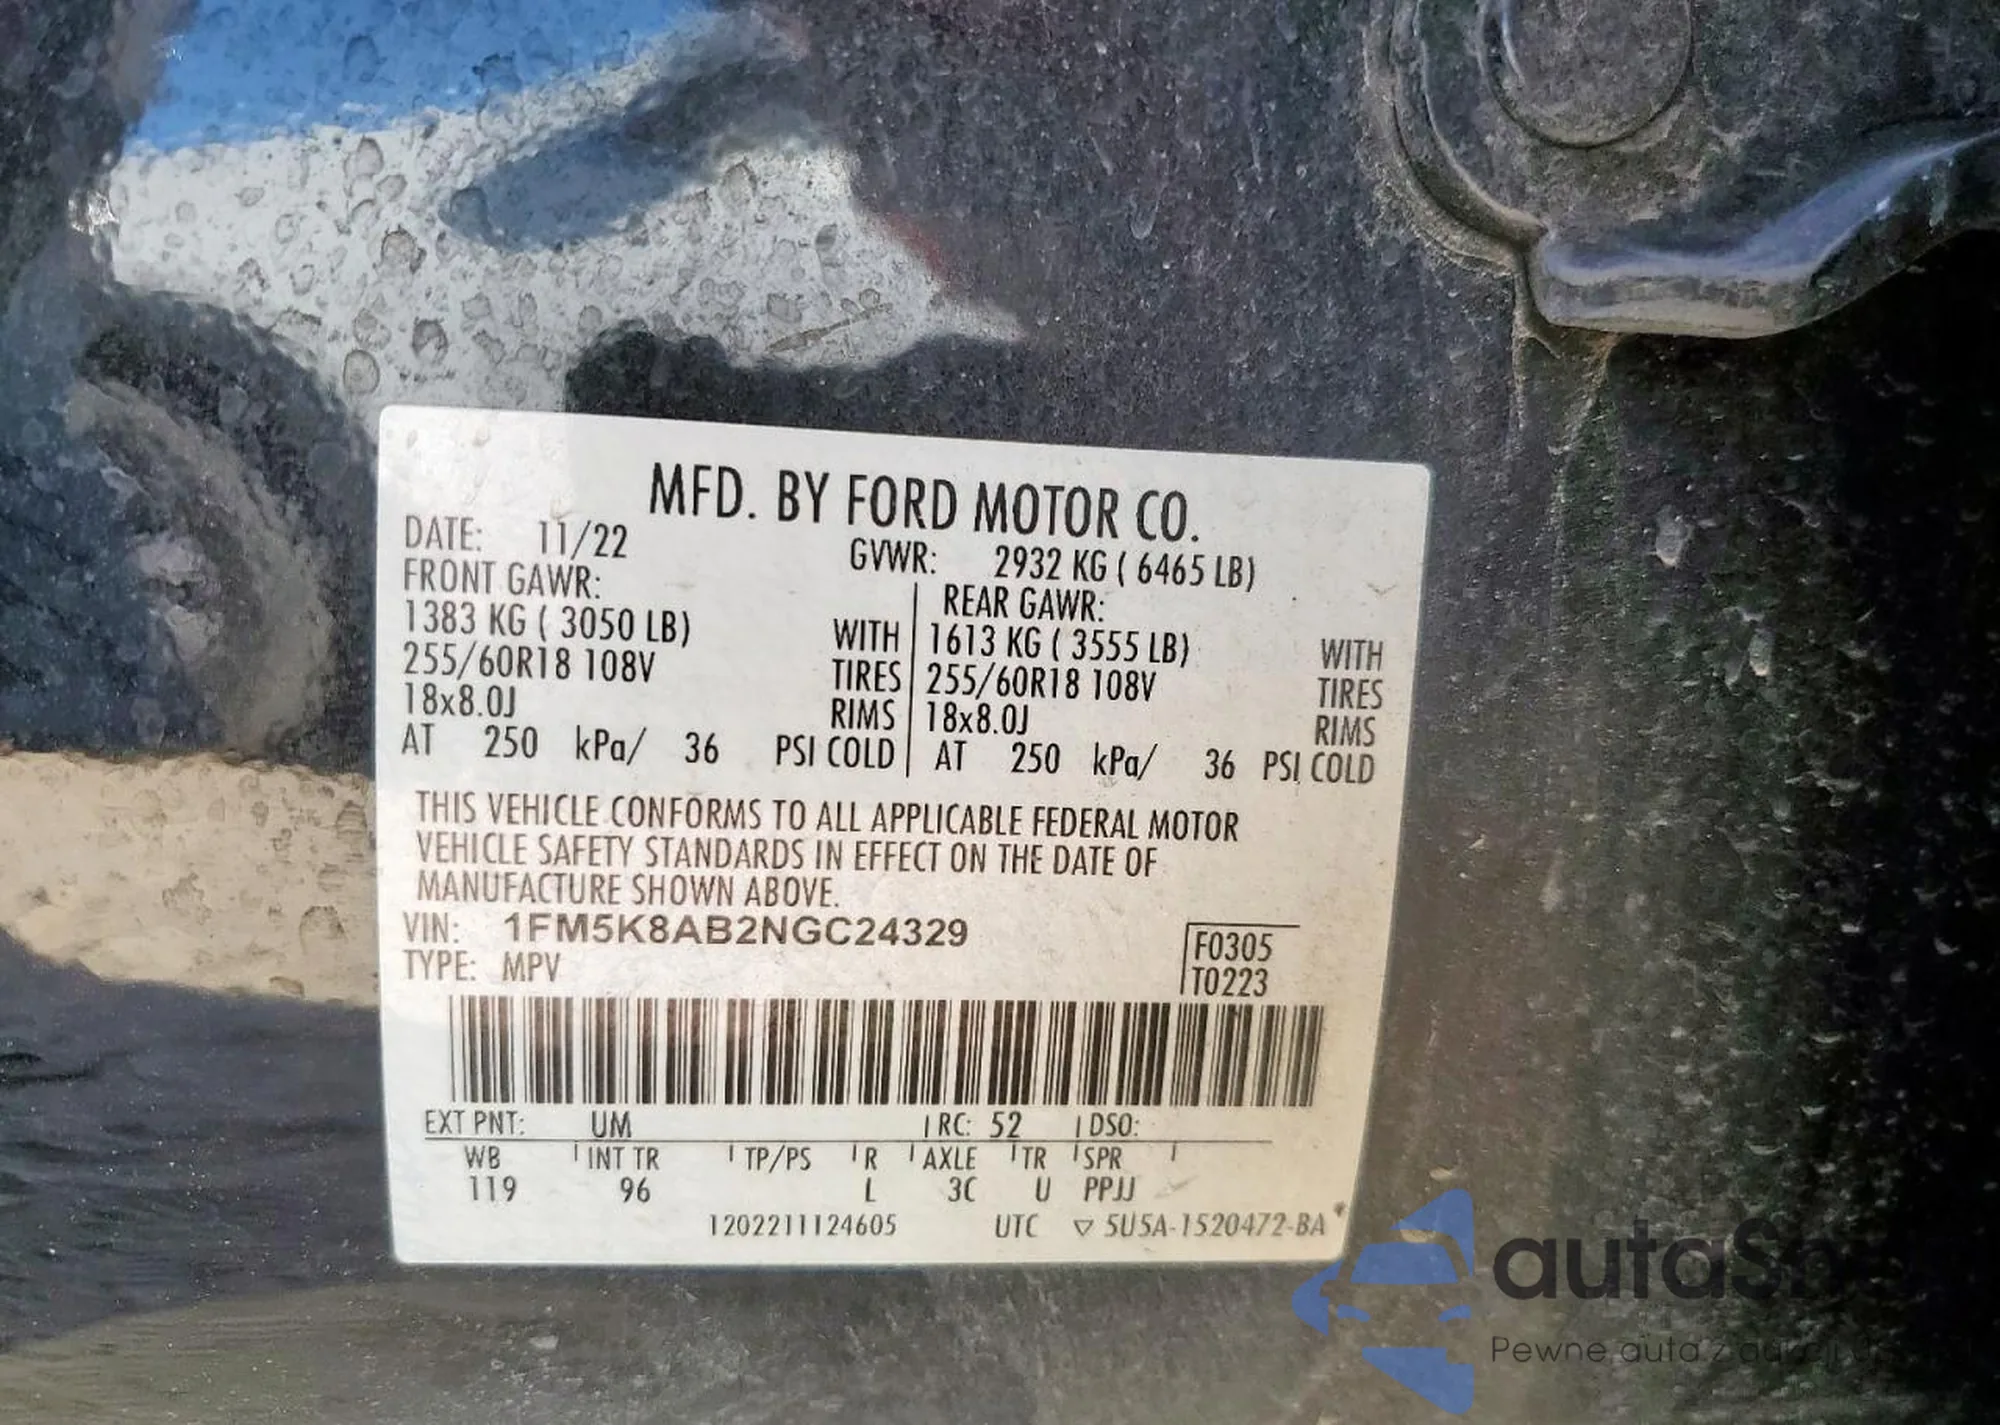 MFD. BY FORD MOTOR CO.
DATE: 11/22
GVWR: 2932 KG ( 6465 LB)
FRONT GAWR:
REAR GAWR:
1383 KG ( 3050 LB) WITH
1613 KG ( 3555 LB) WITH
255/60R18 108V TIRES
255/60R18 108V TIRES
18x8.0J RIMS
18x8.0J RIMS
AT 250 kPa/ 36 PSI COLD
AT 250 kPa/ 36 PSI COLD
THIS VEHICLE CONFORMS TO ALL APPLICABLE FEDERAL MOTOR
VEHICLE SAFETY STANDARDS IN EFFECT ON THE DATE OF
MANUFACTURE SHOWN ABOVE.
VIN: 1FM5K8AB2NGC24329
F0305
TYPE: MPV
T0223
EXT PNT: UM RC: 52 DSO:
WB INT TR TP/PS R AXLE TR SPR
119 96 L 3C U PPJJ
1202211124605 UTC ▽ 5U5A-1520472-BA
Pewne auta z